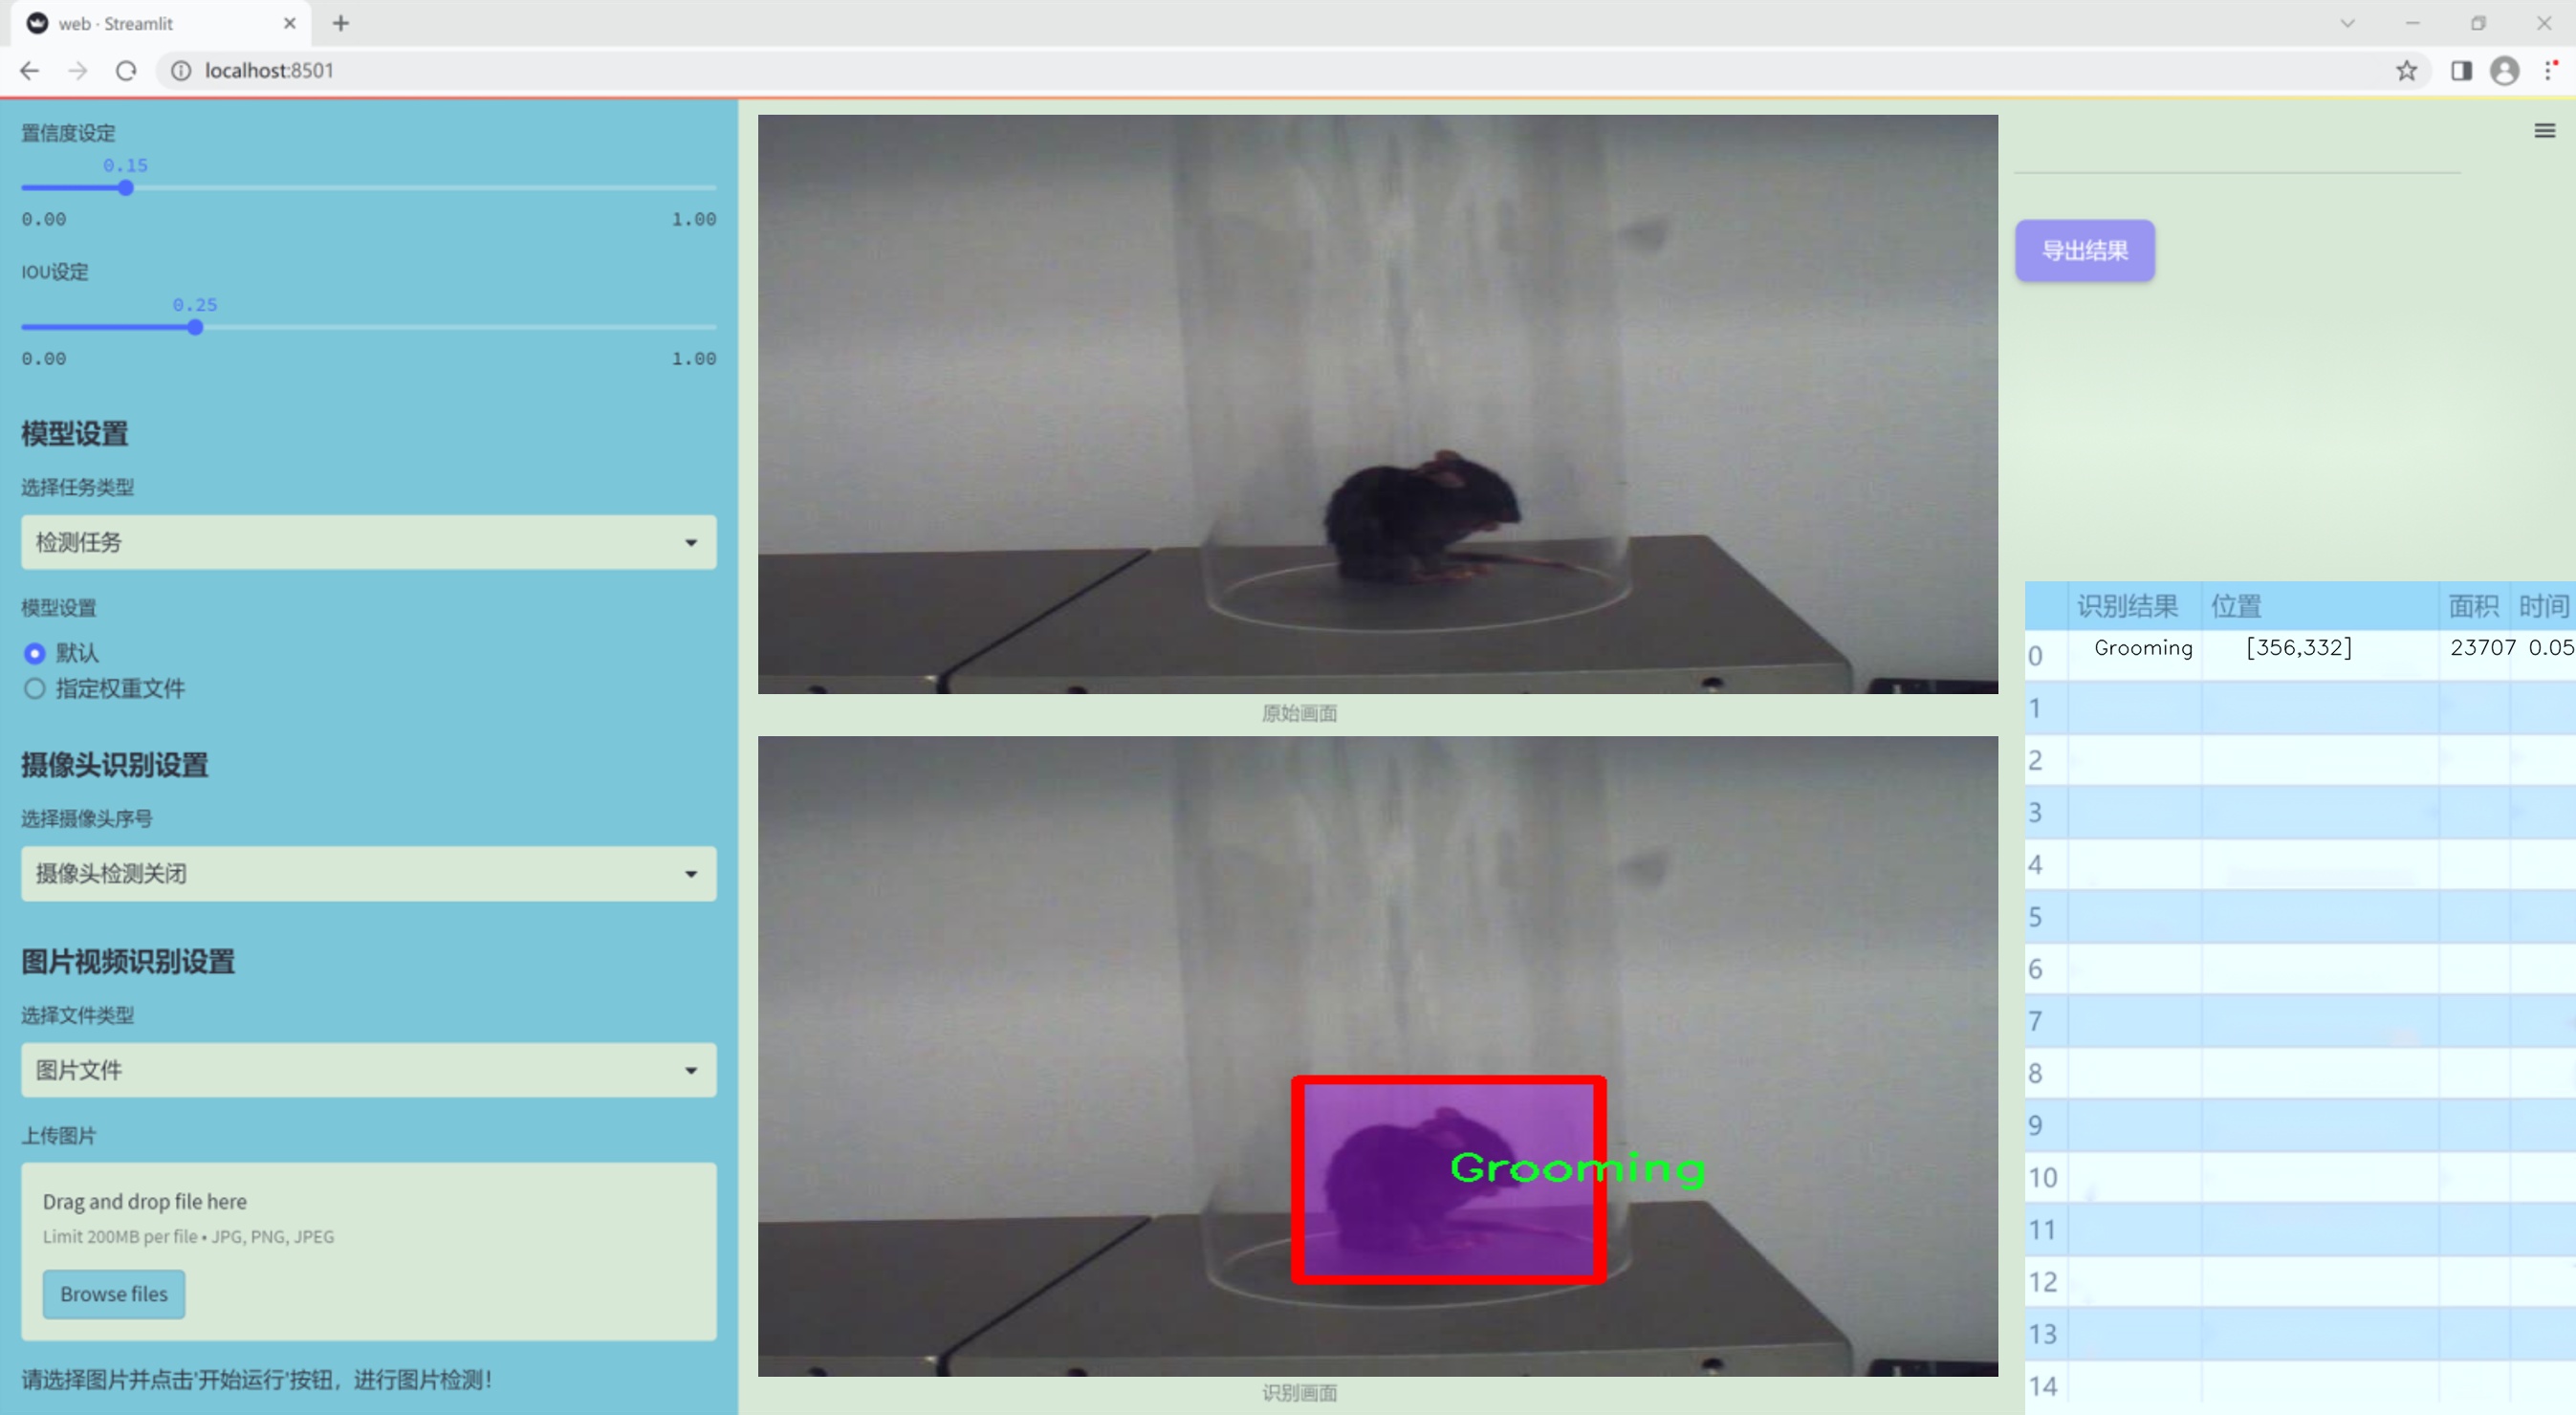 web · Streamlit
localhost:8501
置信度设定
0.15
0.00 1.00
IOU设定
0.25
0.00 1.00
模型设置
选择任务类型
检测任务
模型设置
默认
指定权重文件
摄像头识别设置
选择摄像头序号
摄像头检测关闭
图片视频识别设置
选择文件类型
图片文件
上传图片
Drag and drop file here
Limit 200MB per file • JPG, PNG, JPEG
Browse files
请选择图片并点击'开始运行'按钮，进行图片检测！
原始画面
Grooming
识别画面
导出结果
识别结果 位置 面积 时间
0 Grooming [356,332] 23707 0.05
1
2
3
4
5
6
7
8
9
10
11
12
13
14